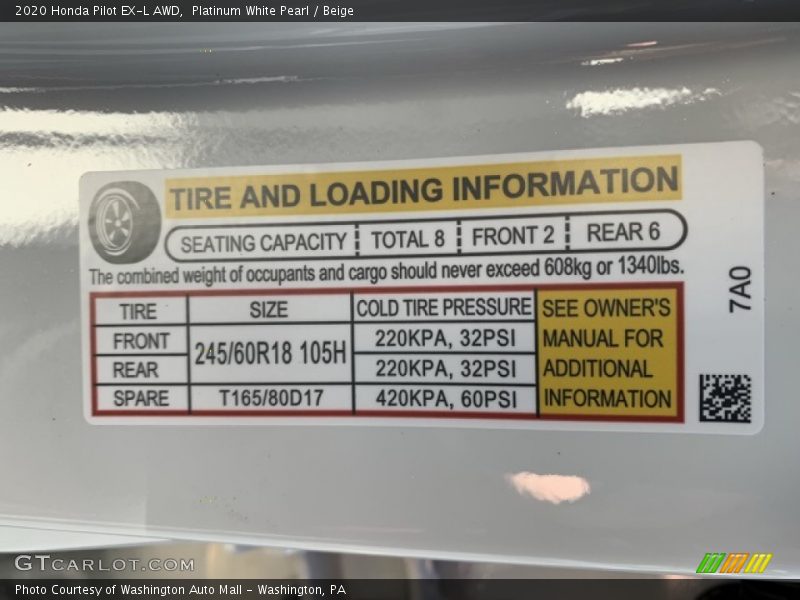 2020 Honda Pilot EX-L AWD,  Platinum White Pearl / Beige
TIRE AND LOADING INFORMATION
SEATING CAPACITY TOTAL 8 FRONT 2 REAR 6
The combined weight of occupants and cargo should never exceed 608kg or 1340lbs.
TIRE SIZE COLD TIRE PRESSURE
FRONT 245/60R18 105H 220KPA, 32PSI
REAR 220KPA, 32PSI
SPARE T165/80D17 420KPA, 60PSI
SEE OWNER'S
MANUAL FOR
ADDITIONAL
INFORMATION
7A0
GTCARLOT.COM
Photo Courtesy of Washington Auto Mall - Washington, PA